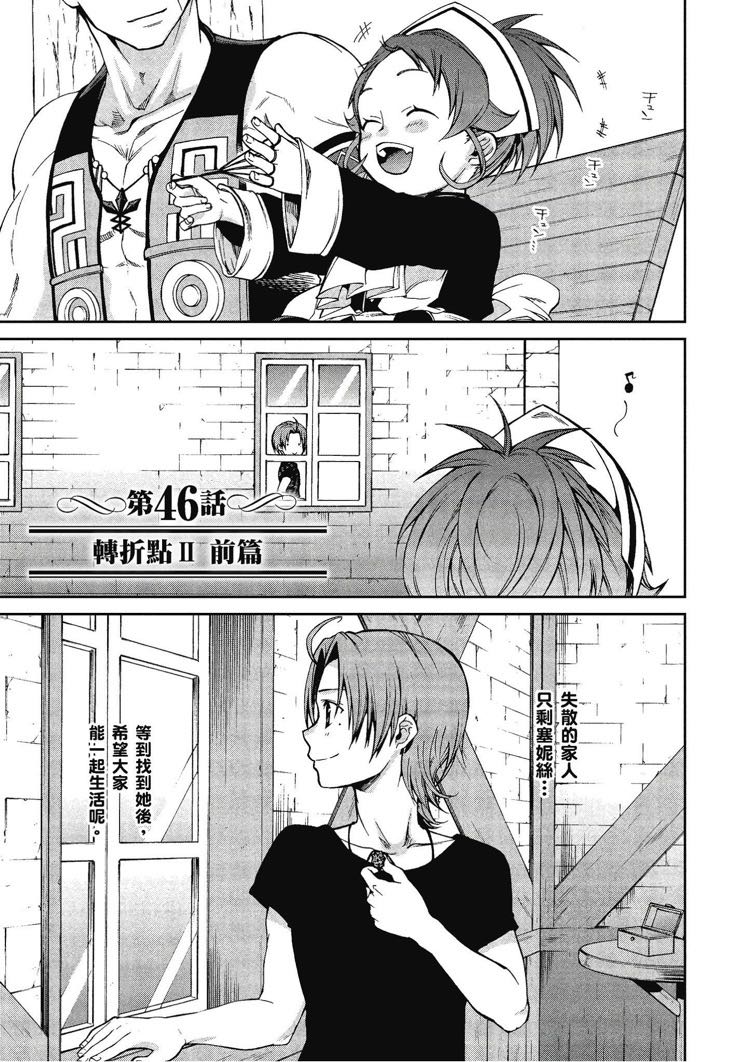 チュン
チュン
チュン…
♪
第46話
轉折點Ⅱ 前篇
失散的家人
只剩塞妮絲…
等到找到她後，
希望大家
能一起生活呢。